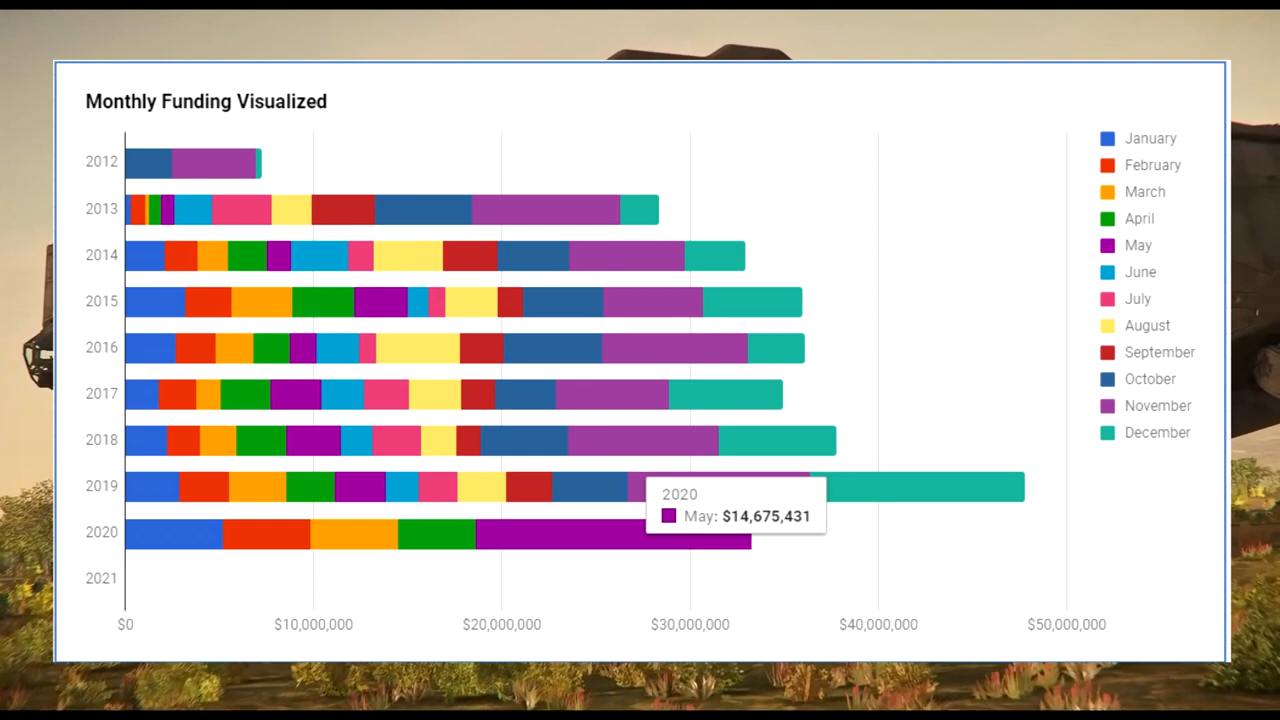 Monthly Funding Visualized
2012
2013
2014
2015
2016
2017
2018
2019
2020
2021
$0 $10,000,000 $20,000,000 $30,000,000 $40,000,000 $50,000,000
January
February
March
April
May
June
July
August
September
October
November
December
2020
May: $14,675,431